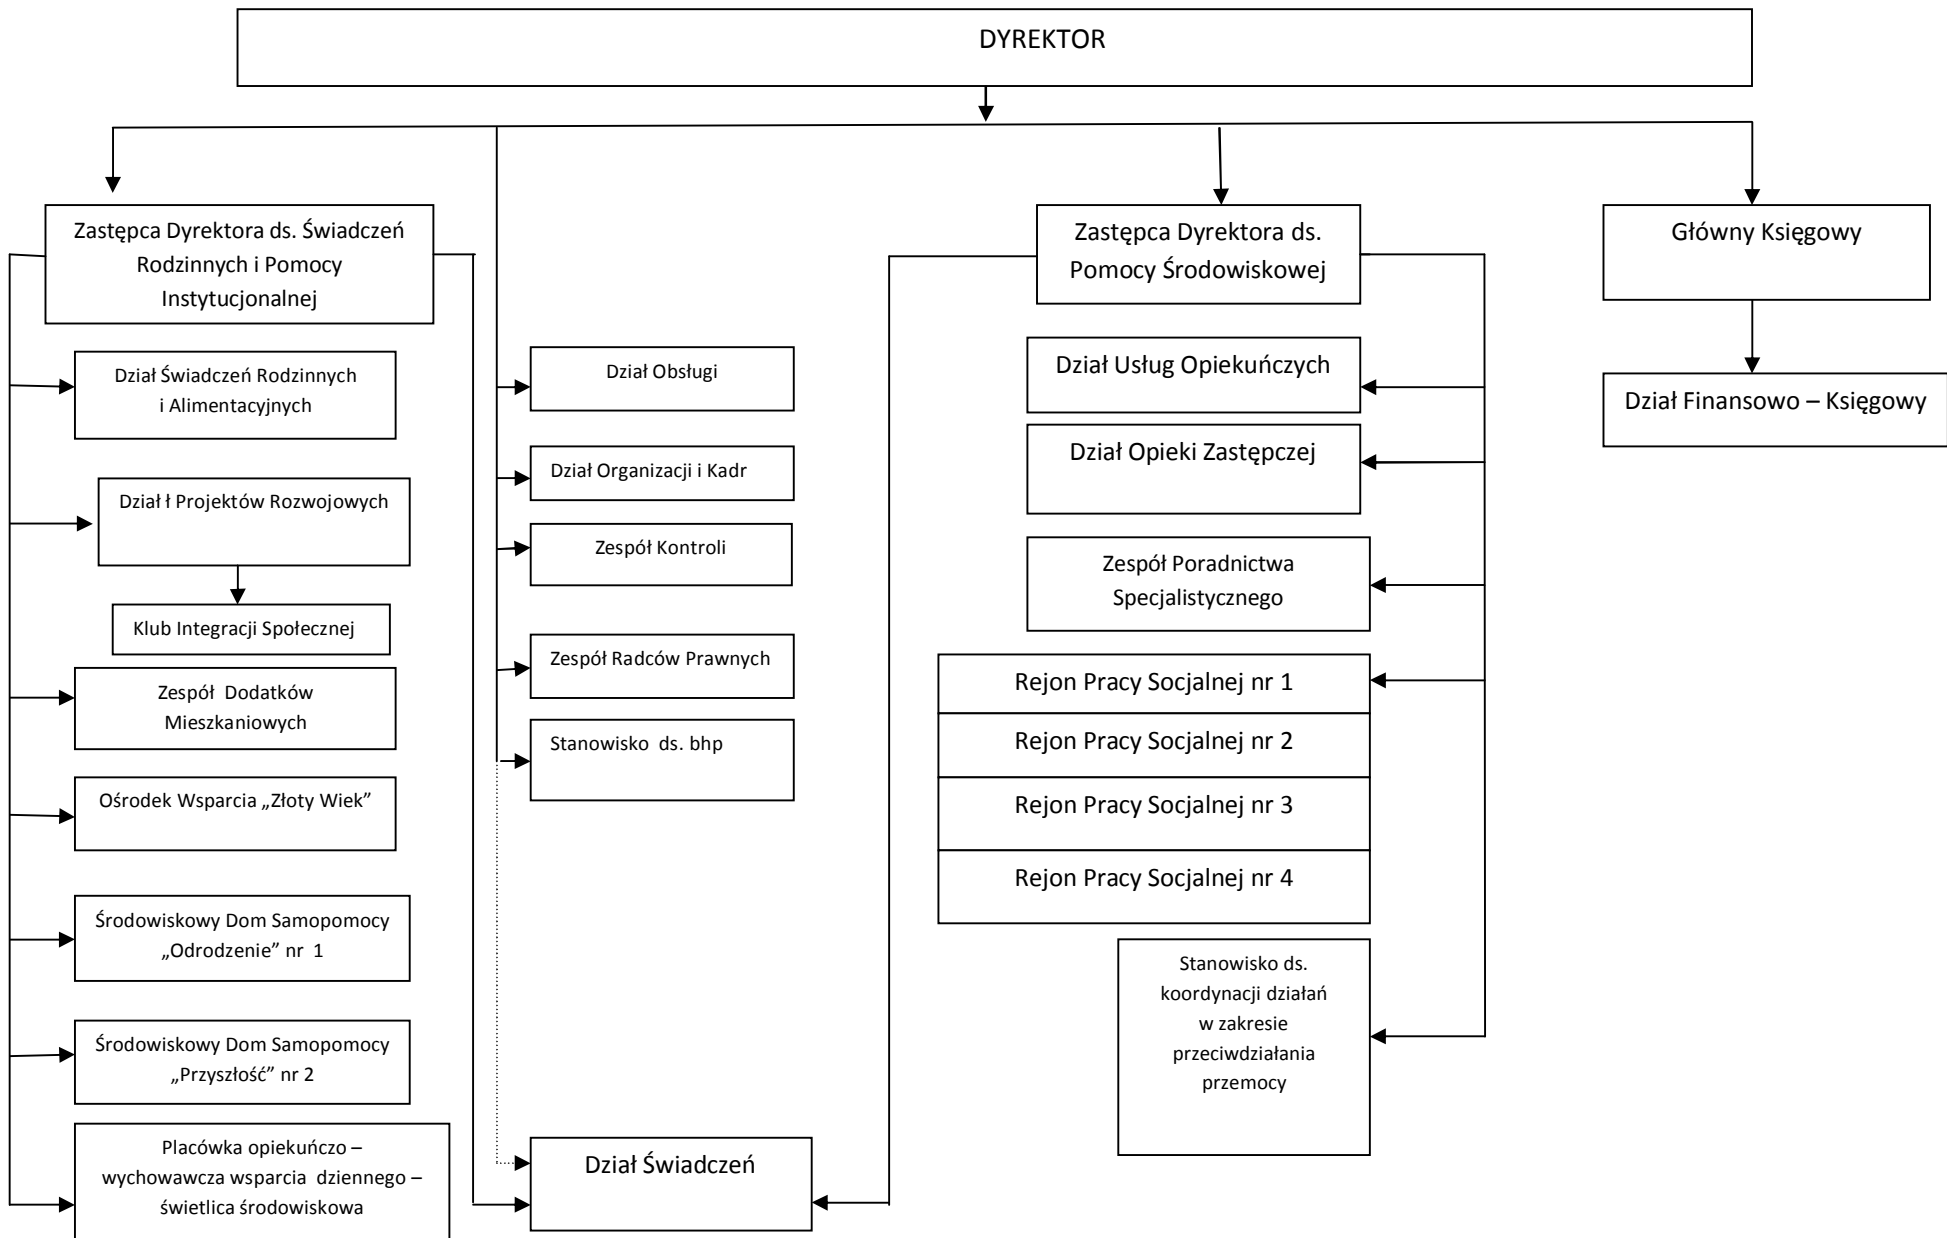 DYREKTOR
Zastępca Dyrektora ds. Świadczeń
Rodzinnych i Pomocy
Instytucjonalnej
Dział Świadczeń Rodzinnych
i Alimentacyjnych
Dział ł Projektów Rozwojowych
Klub Integracji Społecznej
Zespół Dodatków
Mieszkaniowych
Ośrodek Wsparcia „Złoty Wiek”
Środowiskowy Dom Samopomocy
„Odrodzenie” nr 1
Środowiskowy Dom Samopomocy
„Przyszłość” nr 2
Placówka opiekuńczo –
wychowawcza wsparcia dziennego –
świetlica środowiskowa
Dział Obsługi
Dział Organizacji i Kadr
Zespół Kontroli
Zespół Radców Prawnych
Stanowisko ds. bhp
Dział Świadczeń
Zastępca Dyrektora ds.
Pomocy Środowiskowej
Dział Usług Opiekuńczych
Dział Opieki Zastępczej
Zespół Poradnictwa
Specjalistycznego
Rejon Pracy Socjalnej nr 1
Rejon Pracy Socjalnej nr 2
Rejon Pracy Socjalnej nr 3
Rejon Pracy Socjalnej nr 4
Stanowisko ds.
koordynacji działań
w zakresie
przeciwdziałania
przemocy
Główny Księgowy
Dział Finansowo – Księgowy